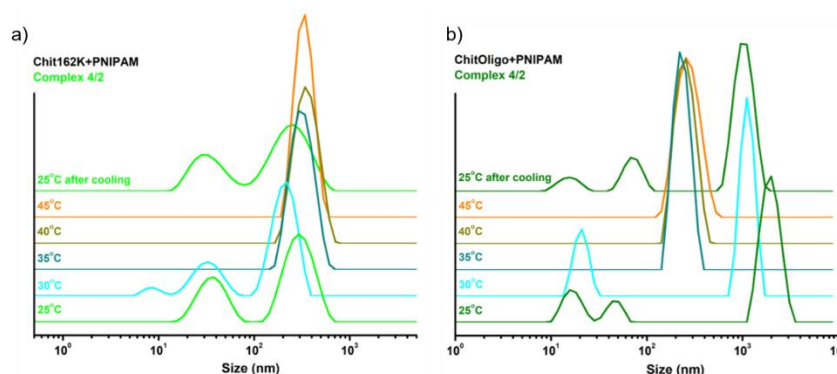 a)
Chit162K+PNIPAM
Complex 4/2
25°C after cooling
45°C
40°C
35°C
30°C
25°C
10⁰ 10¹ 10² 10³
Size (nm)
b)
ChitOligo+PNIPAM
Complex 4/2
25°C after cooling
45°C
40°C
35°C
30°C
25°C
10⁰ 10¹ 10² 10³
Size (nm)